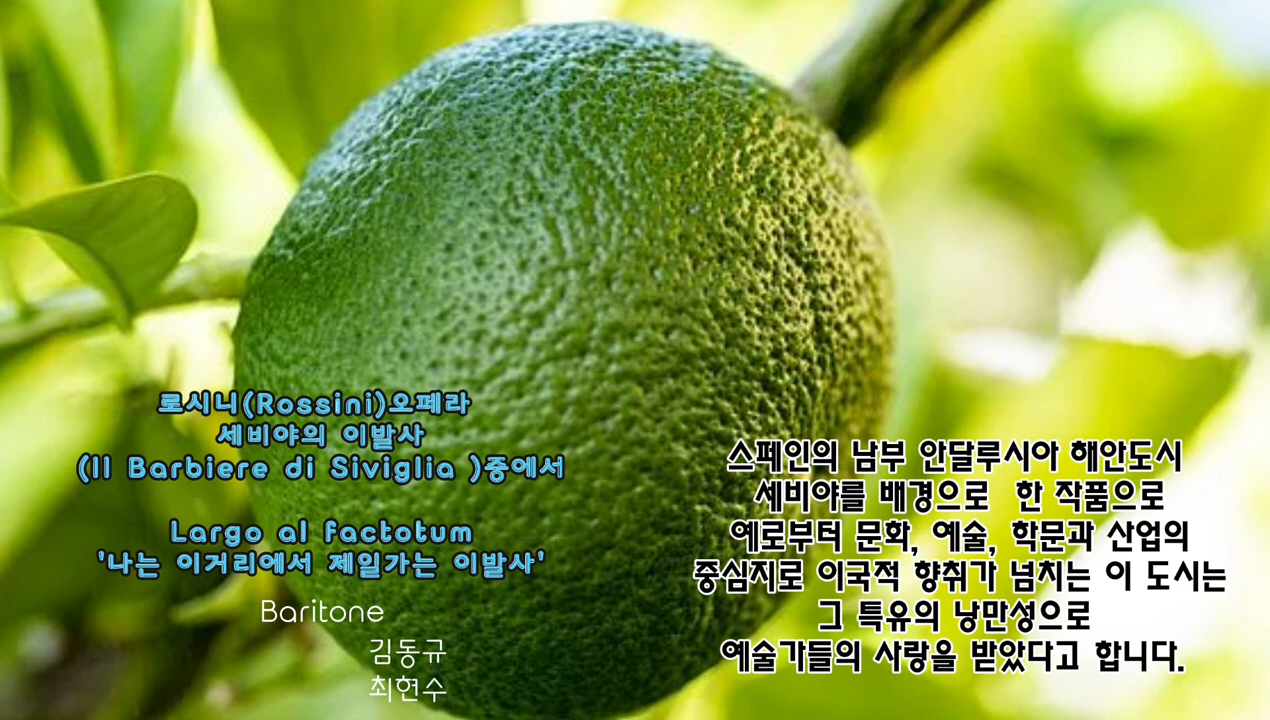 로시니(Rossini)오페라
세비야의 이발사
(Il Barbiere di Siviglia )중에서
Largo al factotum
'나는 이거리에서 제일가는 이발사'
Baritone
김동규
최현수
스페인의 남부 안달루시아 해안도시
세비야를 배경으로 한 작품으로
예로부터 문화, 예술, 학문과 산업의
중심지로 이국적 향취가 넘치는 이 도시는
그 특유의 낭만성으로
예술가들의 사랑을 받았다고 합니다.